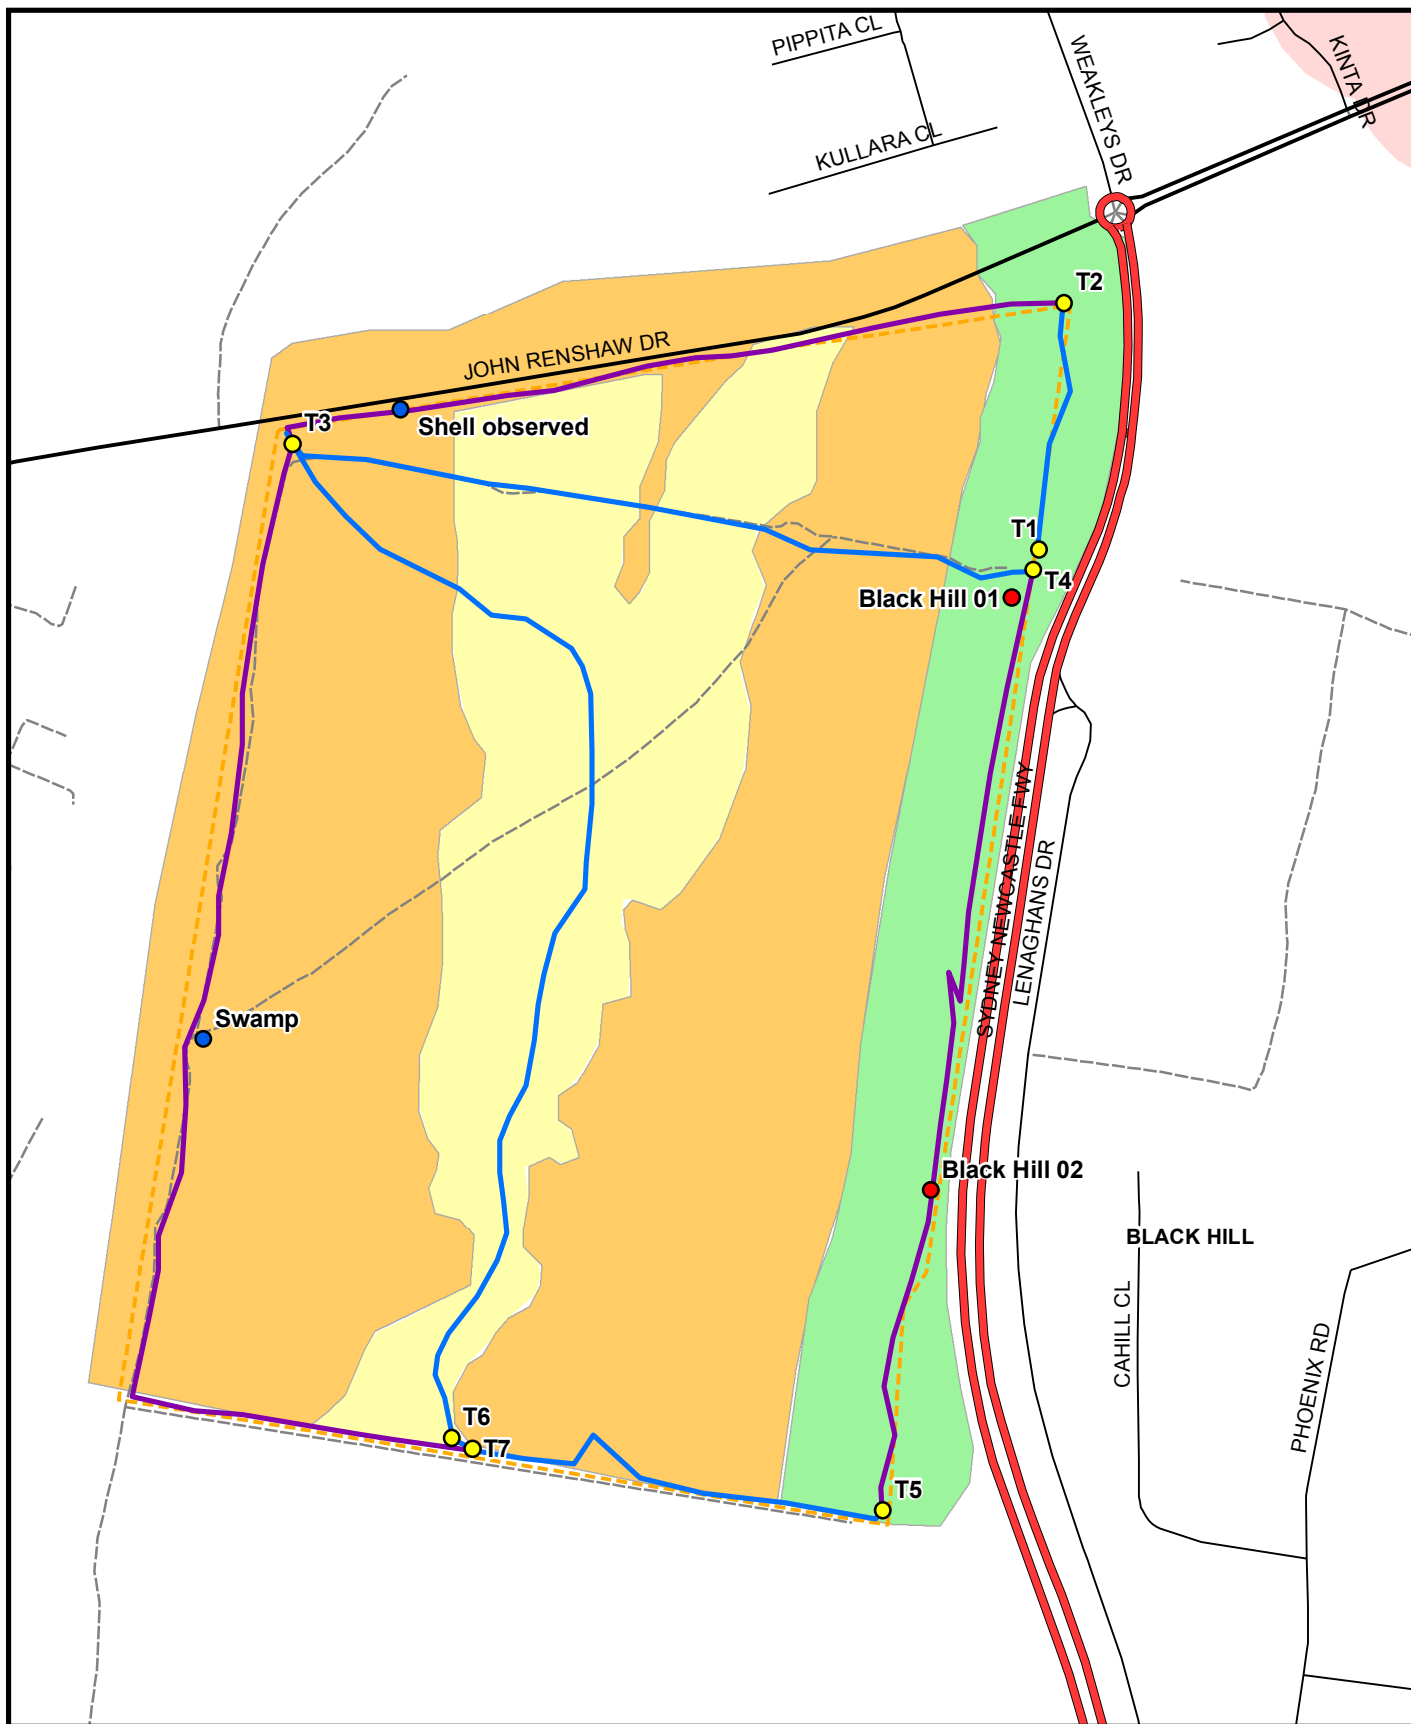 PIPPITA CL
WEAKLEYS DR
KINTA DR
KULLARA CL
T2
JOHN RENSHAW DR
T3
Shell observed
T1
T4
Black Hill 01
SYDNEY NEWCASTLE FWY
LENAGHANS DR
Swamp
Black Hill 02
BLACK HILL
CAHILL CL
PHOENIX RD
T6
T7
T5